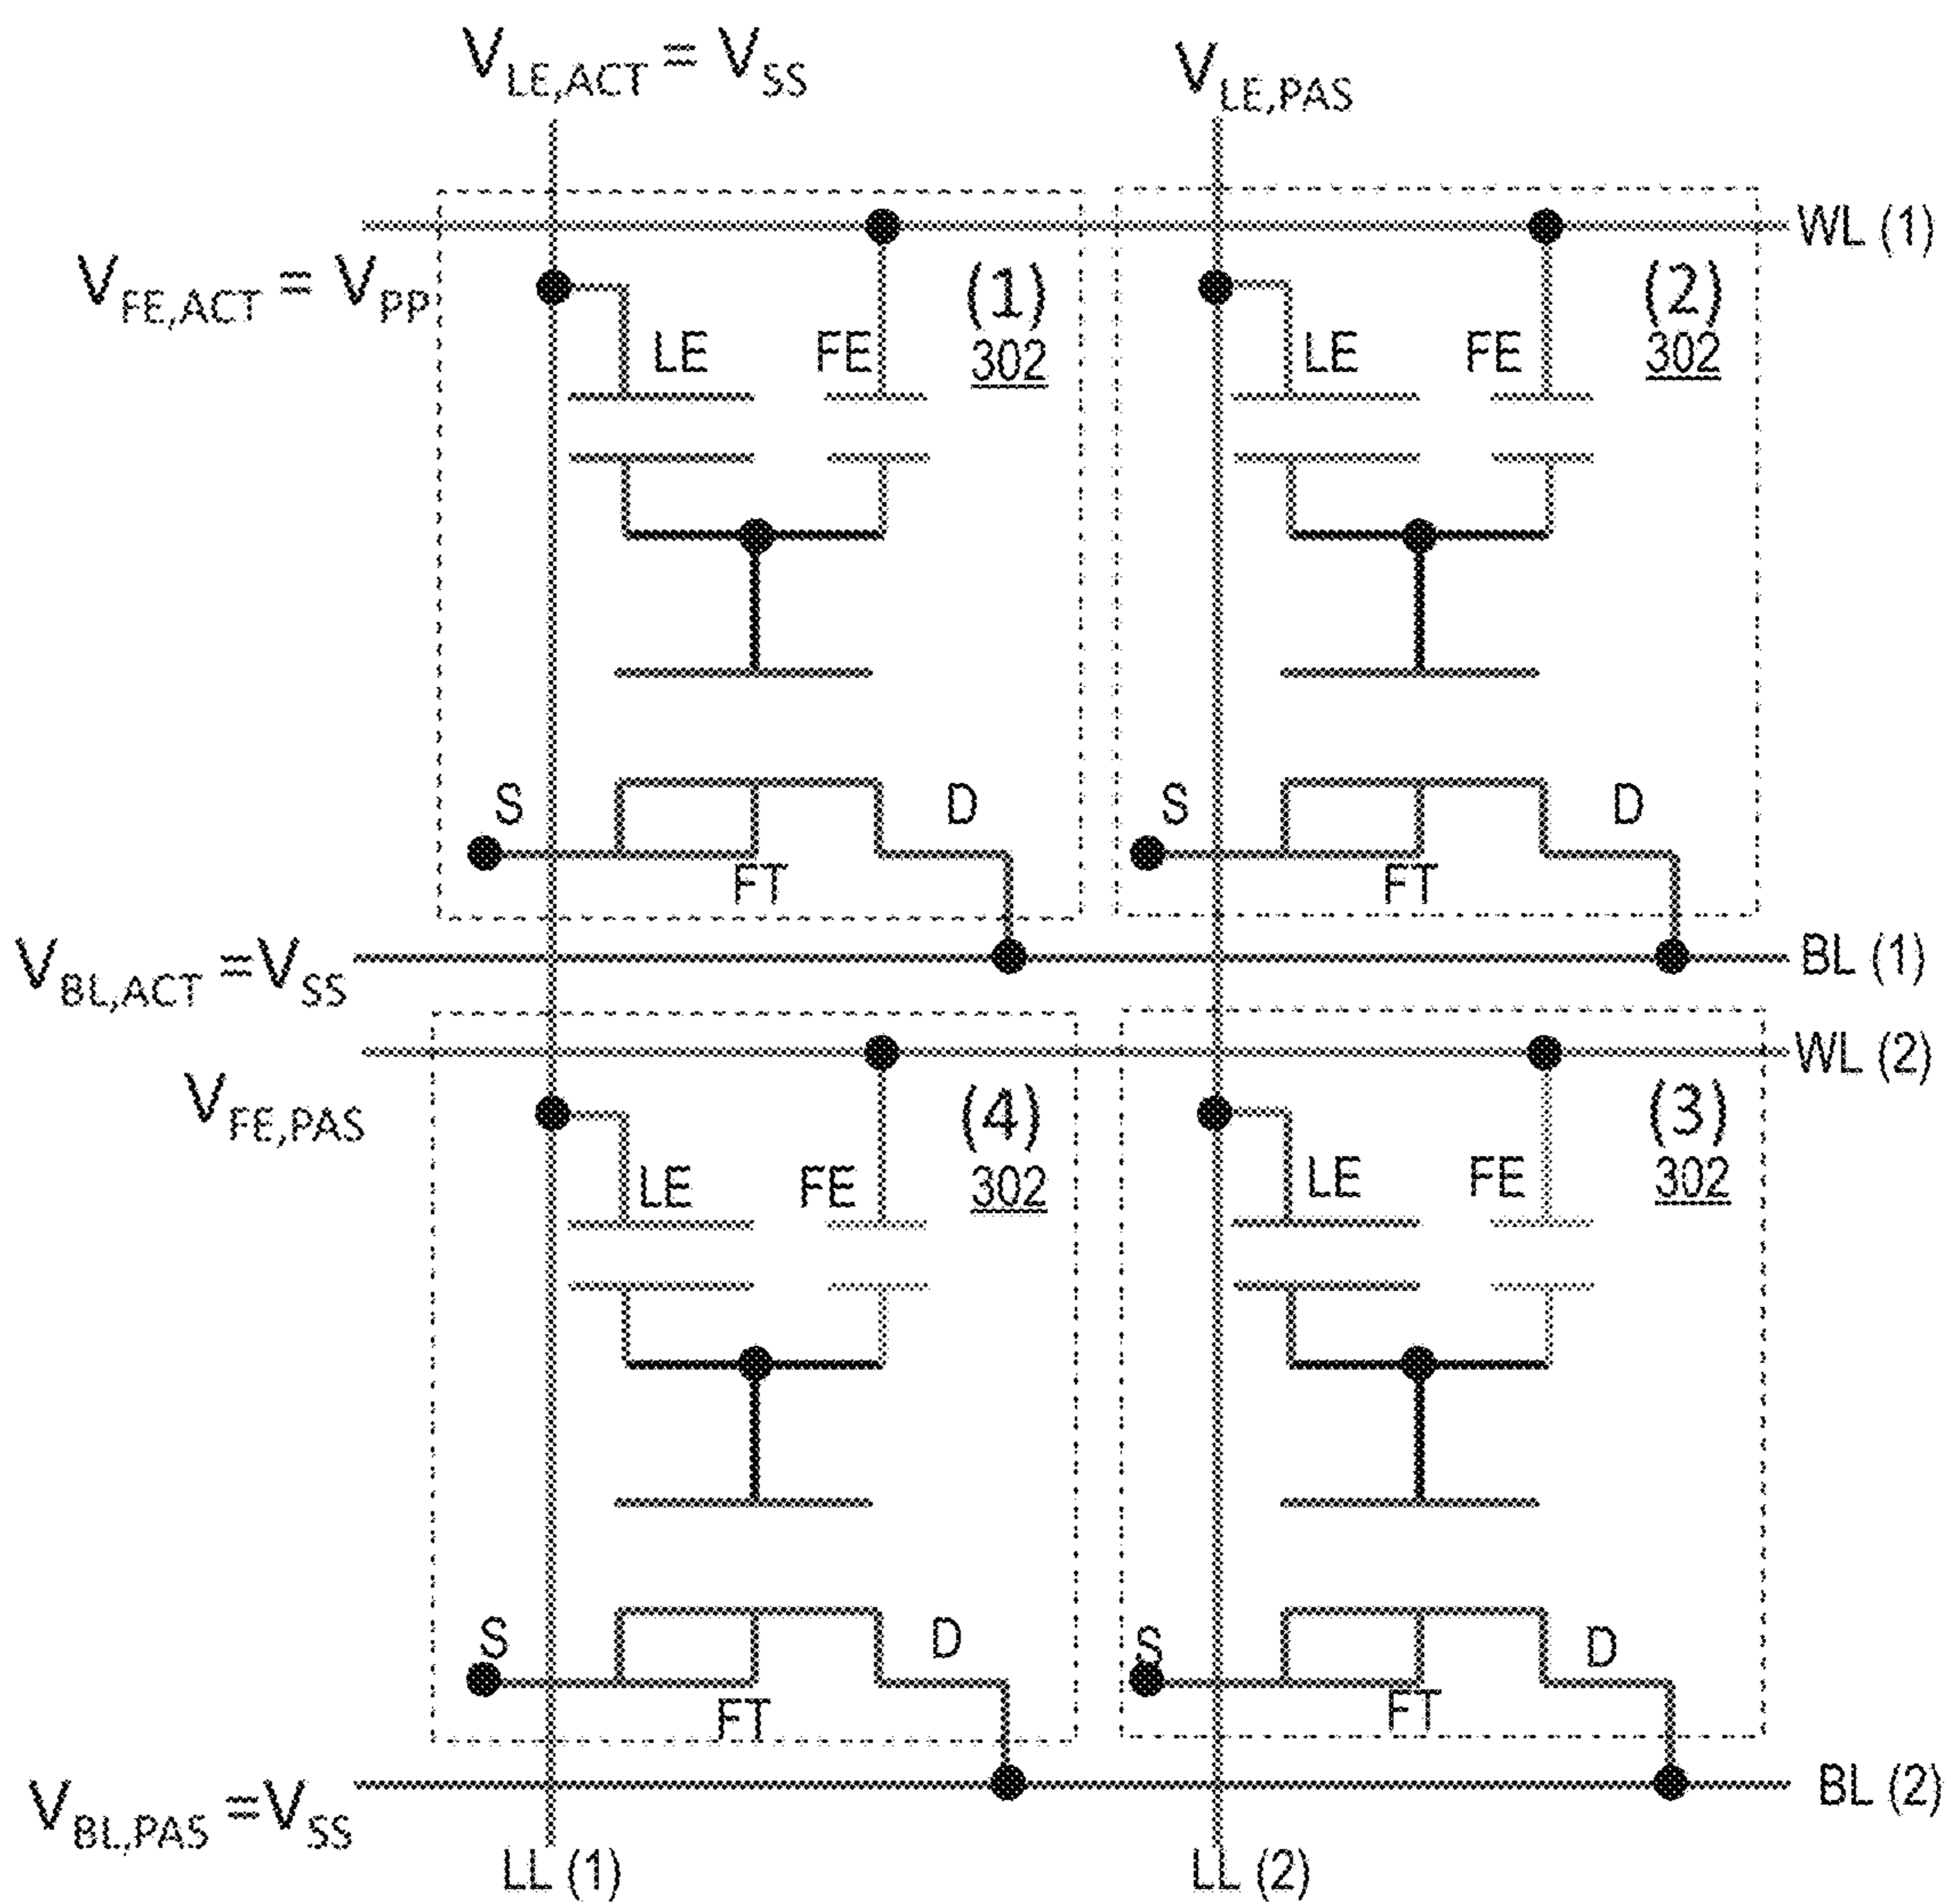 V_LE,ACT = V_SS
V_LE,PAS
WL (1)
V_FE,ACT = V_PP
(1)
(2)
LE
FE
302
LE
FE
302
S
D
S
D
FT
FT
V_BL,ACT =V_SS
BL (1)
WL (2)
V_FE,PAS
(4)
(3)
LE
FE
302
LE
FE
302
S
D
S
D
FT
FT
V_BL,PAS =V_SS
BL (2)
LL (1)
LL (2)